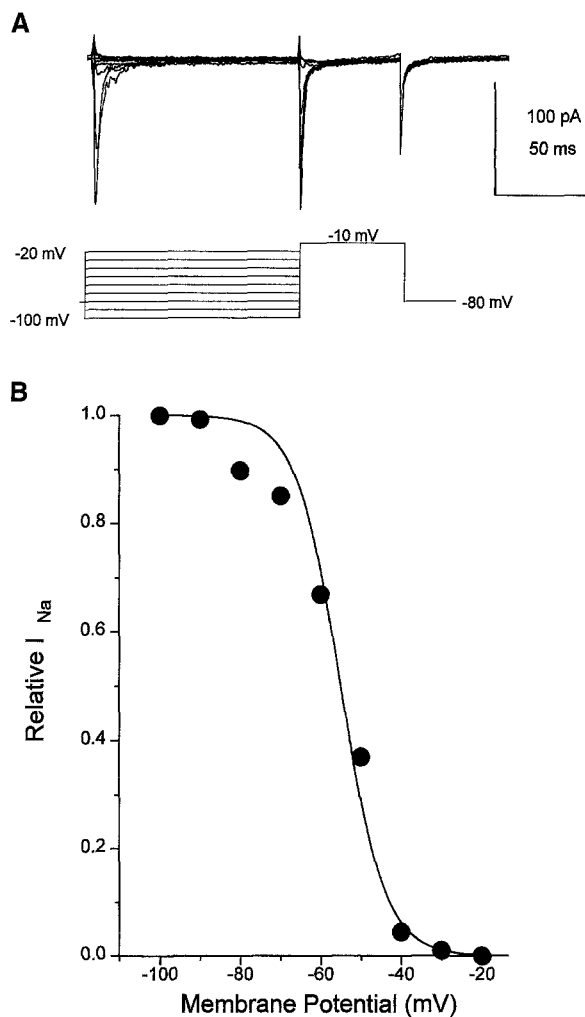 A
100 pA
50 ms
-20 mV
-10 mV
-80 mV
-100 mV
B
1.0
0.8
0.6
0.4
0.2
0.0
Relative I Na
-100 -80 -60 -40 -20
Membrane Potential (mV)